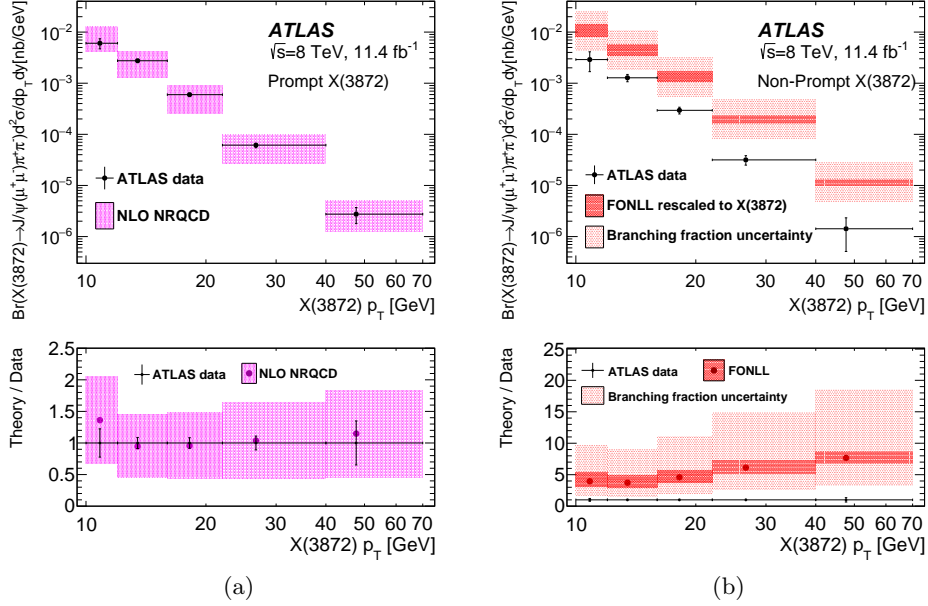 Br(X(3872)→J/ψ(μ⁺μ⁻)π⁺π⁻)d²σ/dp_Tdy[nb/GeV]
10⁻²
10⁻³
10⁻⁴
10⁻⁵
10⁻⁶
ATLAS
√s=8 TeV, 11.4 fb⁻¹
Prompt X(3872)
ATLAS data
NLO NRQCD
10 20 30 40 50 60 70
X(3872) p_T [GeV]
Theory / Data
2.5
2
1.5
1
0.5
0
ATLAS data
NLO NRQCD
10 20 30 40 50 60 70
X(3872) p_T [GeV]
(a)
Br(X(3872)→J/ψ(μ⁺μ⁻)π⁺π⁻)d²σ/dp_Tdy[nb/GeV]
10⁻²
10⁻³
10⁻⁴
10⁻⁵
10⁻⁶
ATLAS
√s=8 TeV, 11.4 fb⁻¹
Non-Prompt X(3872)
ATLAS data
FONLL rescaled to X(3872)
Branching fraction uncertainty
10 20 30 40 50 60 70
X(3872) p_T [GeV]
Theory / Data
25
20
15
10
5
0
ATLAS data
FONLL
Branching fraction uncertainty
10 20 30 40 50 60 70
X(3872) p_T [GeV]
(b)